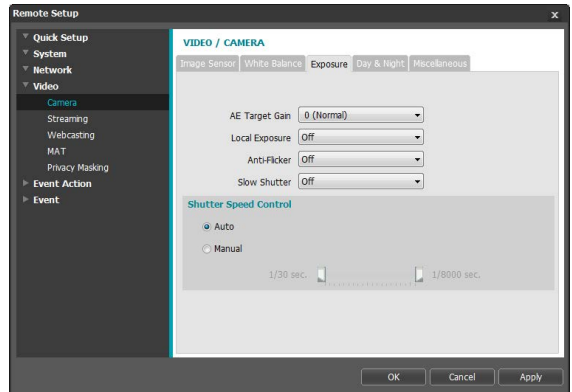 Remote Setup
x
Quick Setup
System
Network
Video
Camera
Streaming
Webcasting
MAT
Privacy Masking
Event Action
Event
VIDEO / CAMERA
Image Sensor White Balance Exposure Day & Night Miscellaneous
AE Target Gain 0 (Normal)
Local Exposure Off
Anti-Flicker Off
Slow Shutter Off
Shutter Speed Control
Auto
Manual
1/30 sec. 1/8000 sec.
OK Cancel Apply